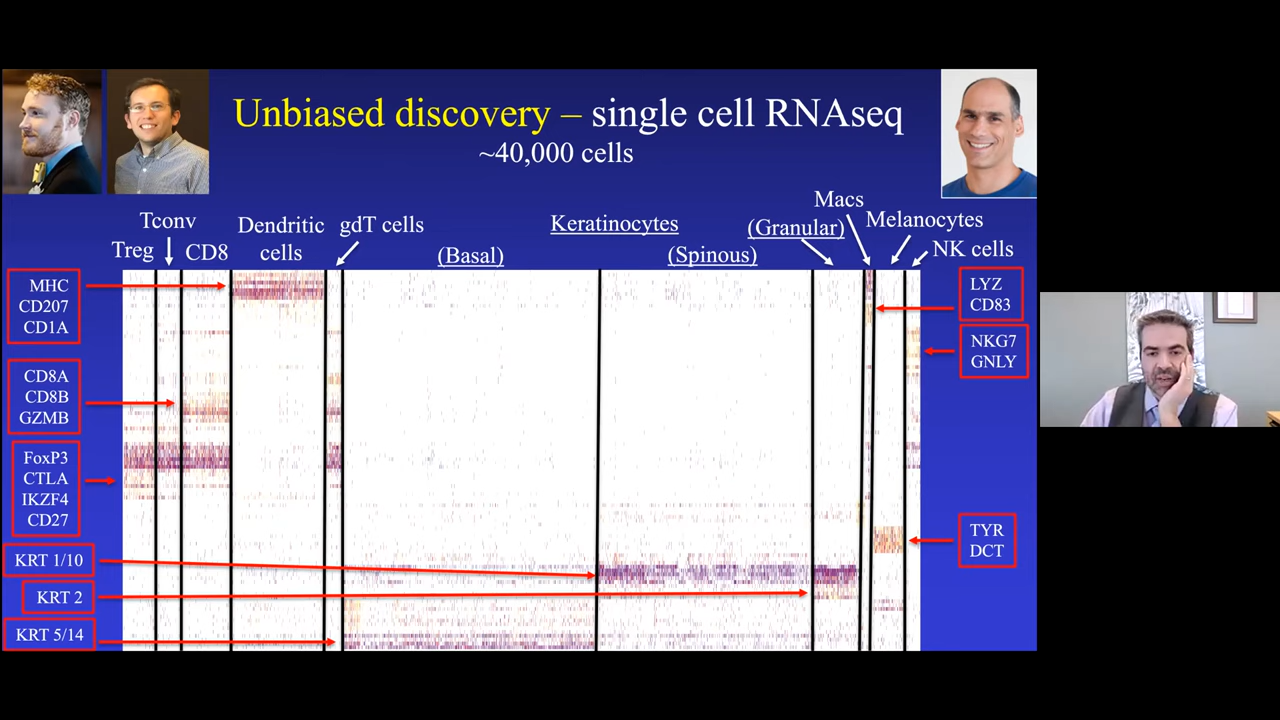 Unbiased discovery – single cell RNAseq
~40,000 cells
Treg
Tconv
CD8
Dendritic
cells
gdT cells
Keratinocytes
(Basal)
(Spinous)
(Granular)
Macs
Melanocytes
NK cells
MHC
CD207
CD1A
CD8A
CD8B
GZMB
FoxP3
CTLA
IKZF4
CD27
KRT 1/10
KRT 2
KRT 5/14
LYZ
CD83
NKG7
GNLY
TYR
DCT